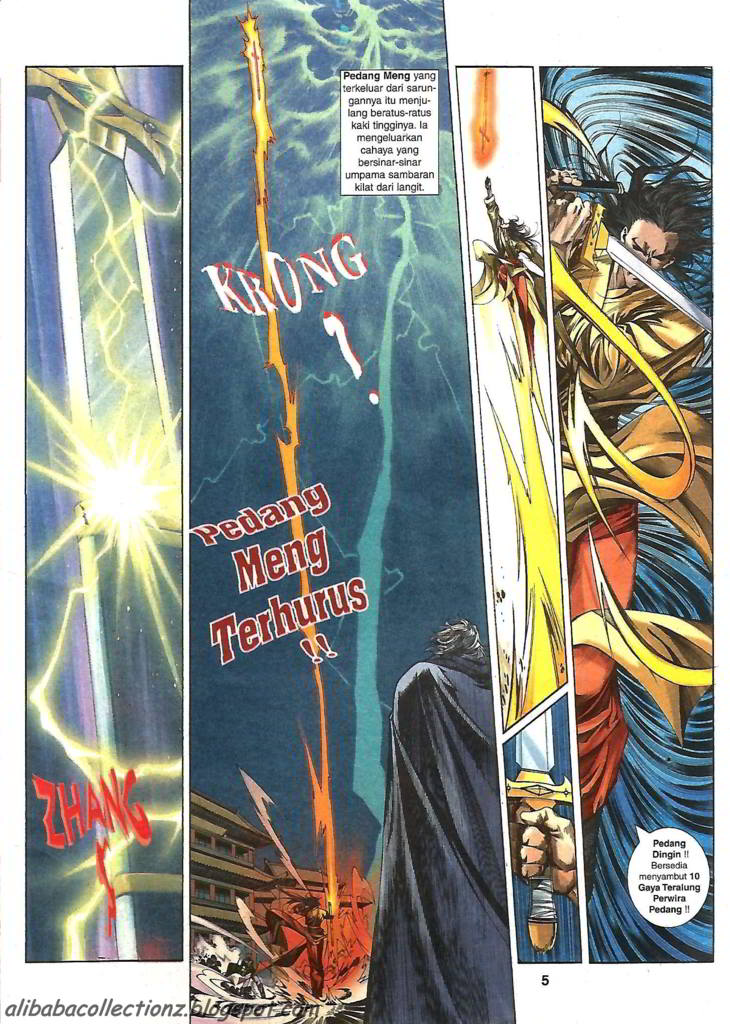 Pedang Meng yang
terkeluar dari sarun-
gannya itu menju-
lang beratus-ratus
kaki tingginya. Ia
mengeluarkan
cahaya yang
bersinar-sinar
umpama sambaran
kilat dari langit.
KRONG
Pedang
Meng
Terhurus
!!
ZHANG
Pedang
Dingin !!
Bersedia
menyambut 10
Gaya Teralung
Perwira
Pedang !!
5
alibabacollectionz.blogspot.com